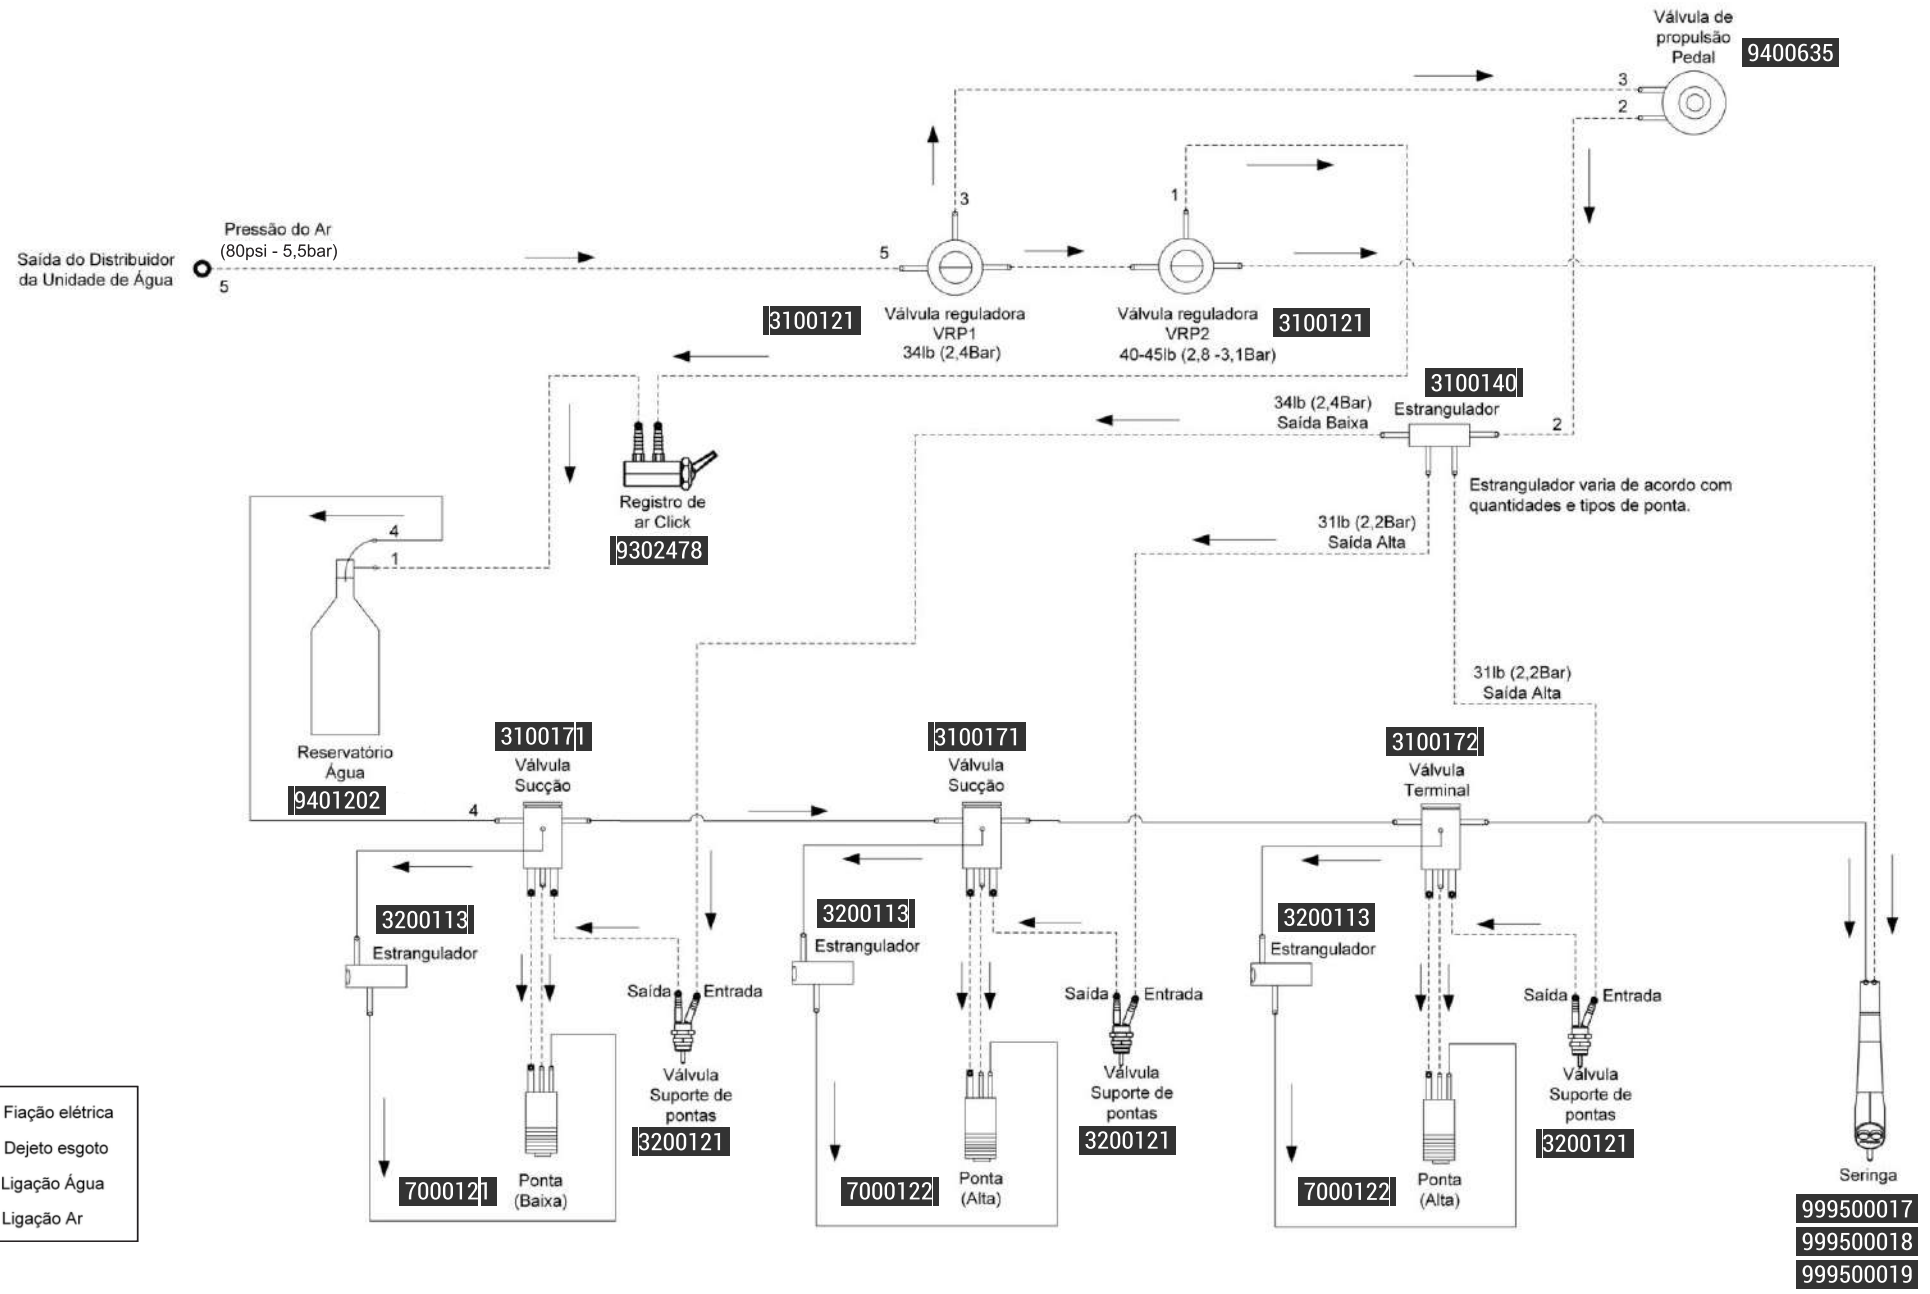 Válvula de
propulsão
Pedal
9400635
3
2
1
3
Pressão do Ar
(80psi - 5,5bar)
Saída do Distribuidor
da Unidade de Água
5
5
3100121
Válvula reguladora
VRP1
34lb (2,4Bar)
Válvula reguladora
VRP2
40-45lb (2,8 -3,1Bar)
3100121
3100140
Estrangulador
34lb (2,4Bar)
Saída Baixa
2
Estrangulador varia de acordo com
quantidades e tipos de ponta.
Registro de
ar Click
9302478
31lb (2,2Bar)
Saída Alta
4
1
31lb (2,2Bar)
Saída Alta
Reservatório
Água
9401202
3100171
Válvula
Sucção
3100171
Válvula
Sucção
3100172
Válvula
Terminal
4
3200113
Estrangulador
3200113
Estrangulador
3200113
Estrangulador
Saída
Entrada
Saída
Entrada
Saída
Entrada
Válvula
Suporte de
pontas
3200121
Válvula
Suporte de
pontas
3200121
Válvula
Suporte de
pontas
3200121
Fiação elétrica
Dejeto esgoto
Ligação Água
Ligação Ar
7000121
Ponta
(Baixa)
7000122
Ponta
(Alta)
7000122
Ponta
(Alta)
Seringa
999500017
999500018
999500019